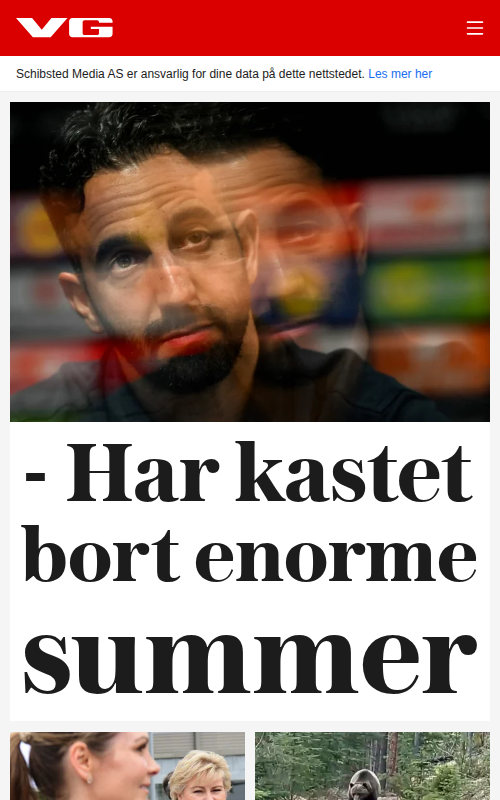 VG
Schibsted Media AS er ansvarlig for dine data på dette nettstedet. Les mer her
- Har kastet
bort enorme
summer